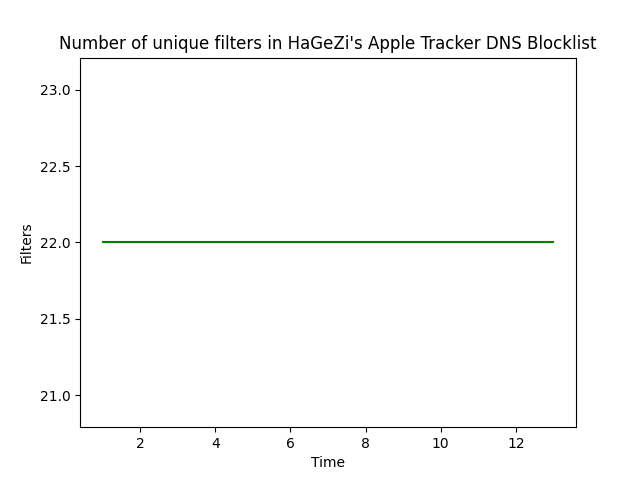 Number of unique filters in HaGeZi's Apple Tracker DNS Blocklist
23.0
22.5
22.0
21.5
21.0
Filters
2 4 6 8 10 12
Time